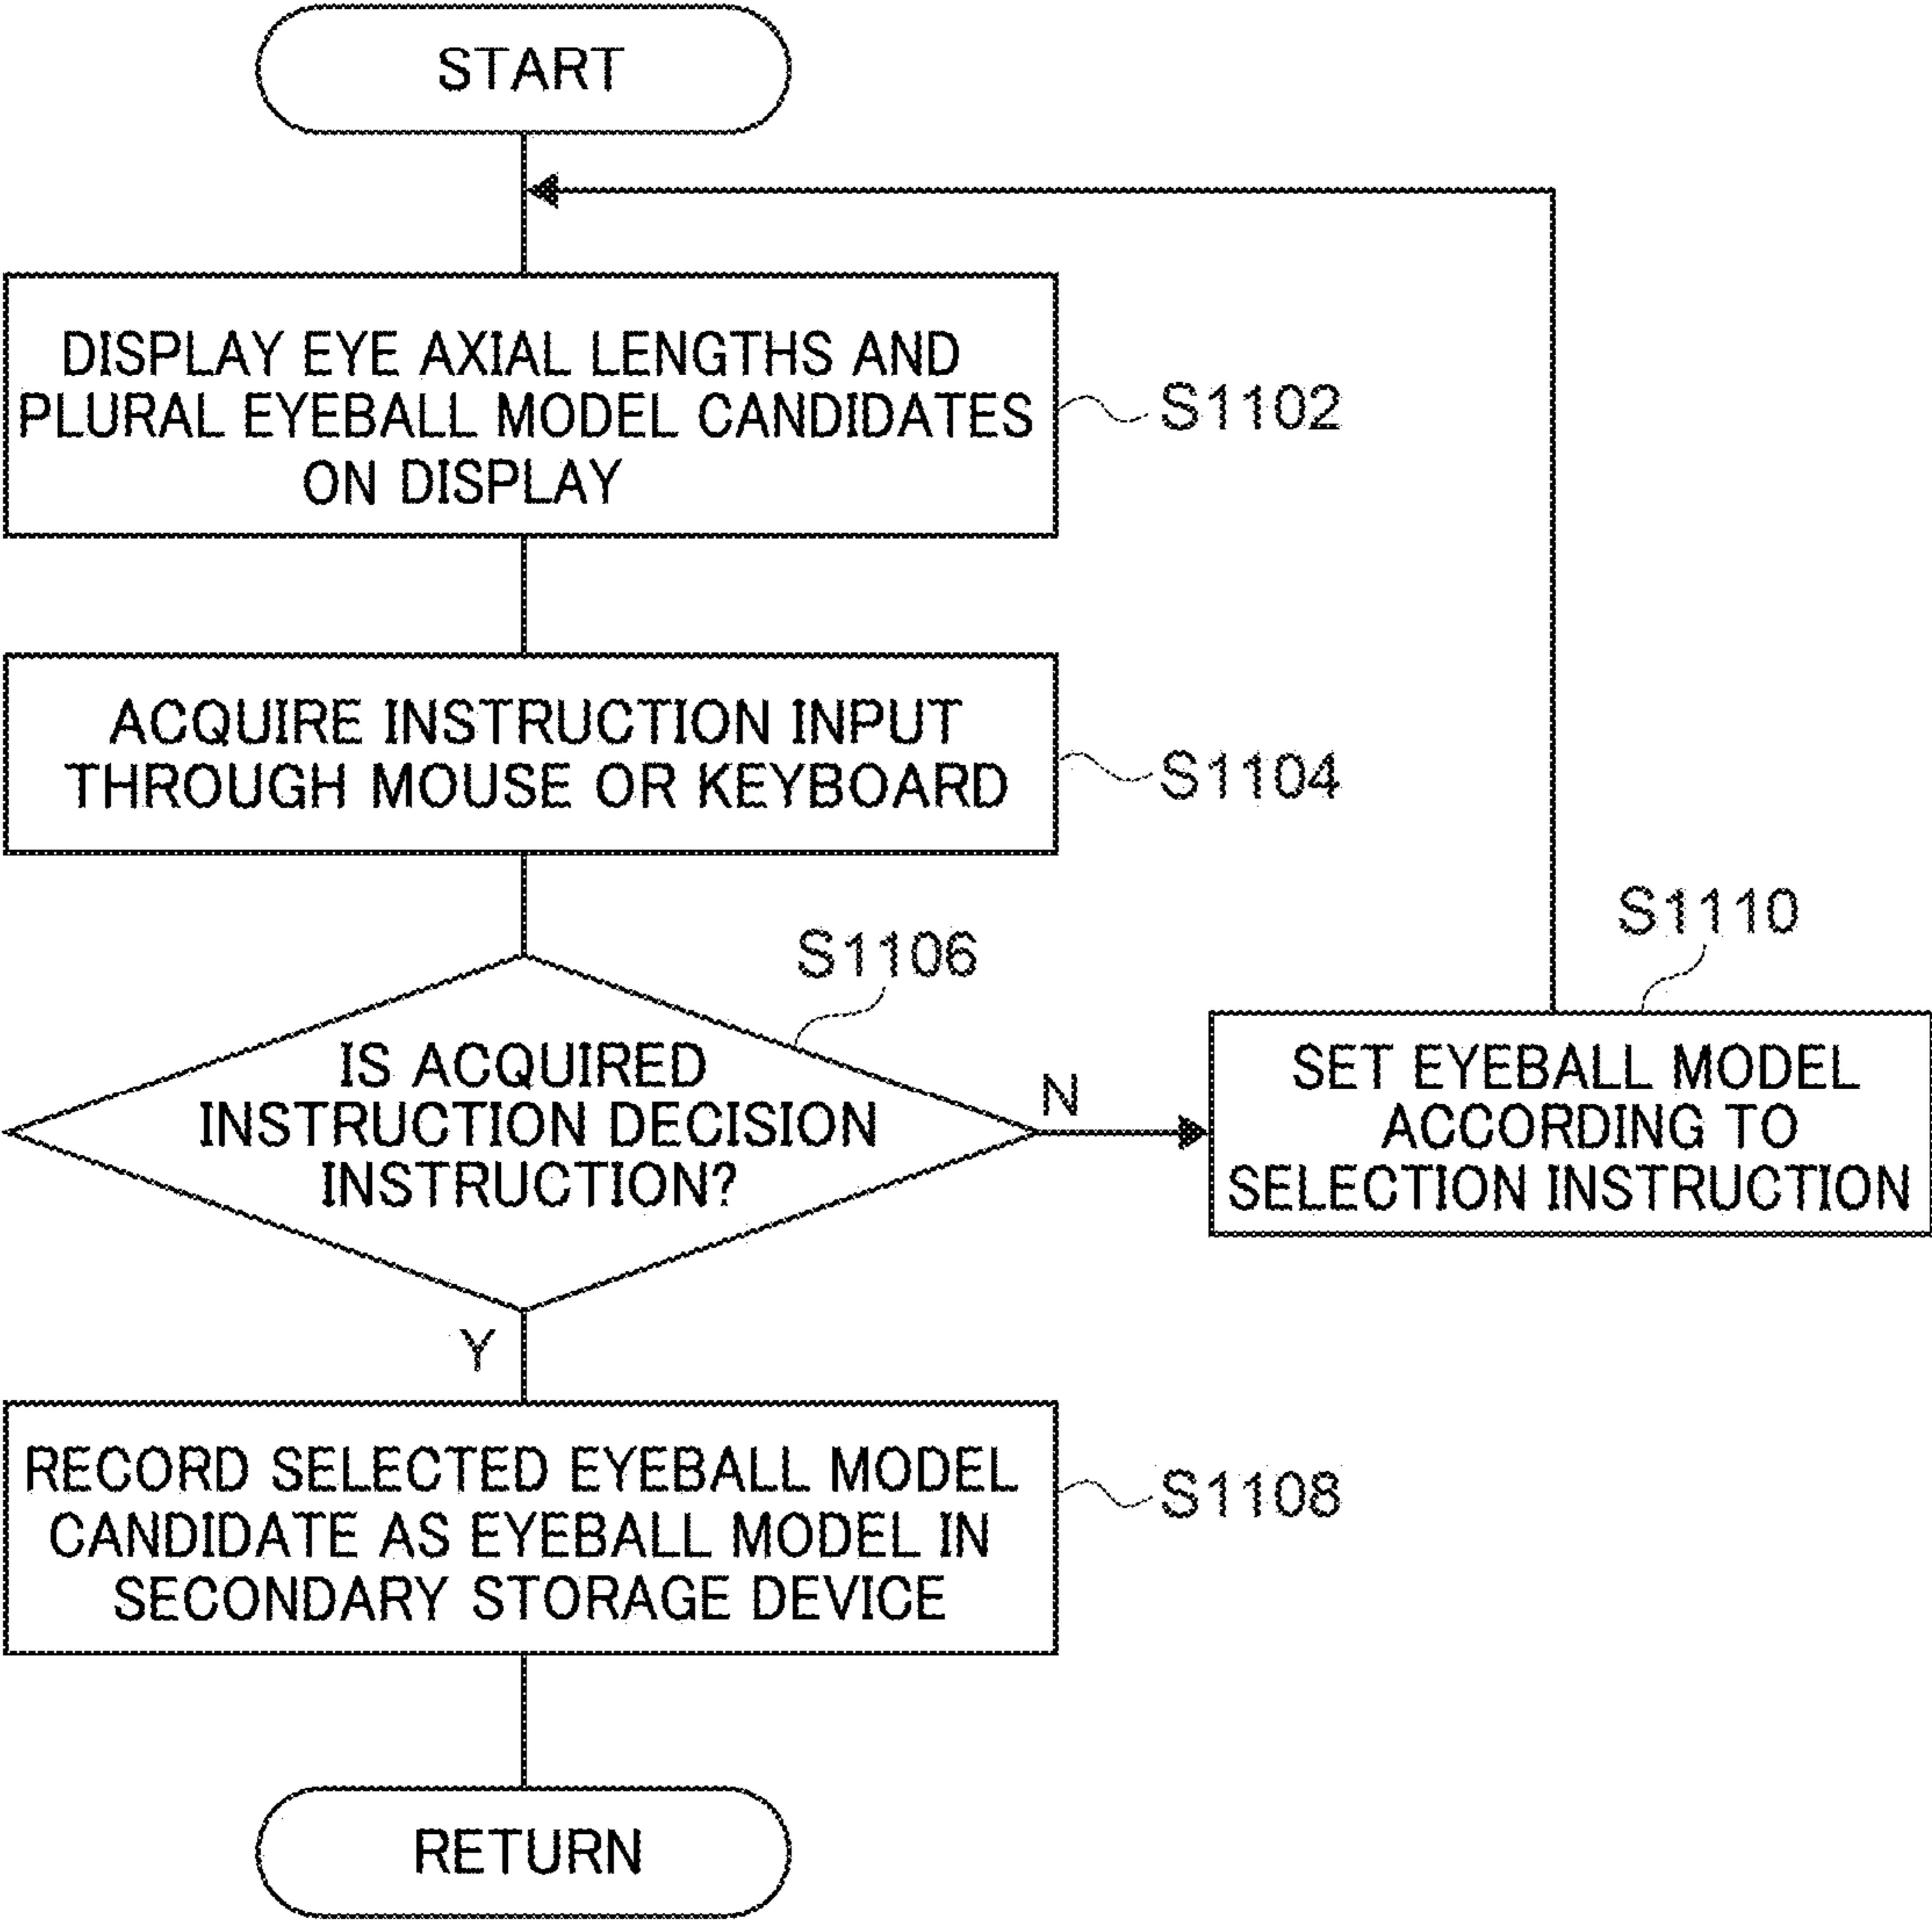 START
DISPLAY EYE AXIAL LENGTHS AND
PLURAL EYEBALL MODEL CANDIDATES
ON DISPLAY
S1102
ACQUIRE INSTRUCTION INPUT
THROUGH MOUSE OR KEYBOARD
S1104
S1106
IS ACQUIRED
INSTRUCTION DECISION
INSTRUCTION?
N
S1110
SET EYEBALL MODEL
ACCORDING TO
SELECTION INSTRUCTION
Y
RECORD SELECTED EYEBALL MODEL
CANDIDATE AS EYEBALL MODEL IN
SECONDARY STORAGE DEVICE
S1108
RETURN